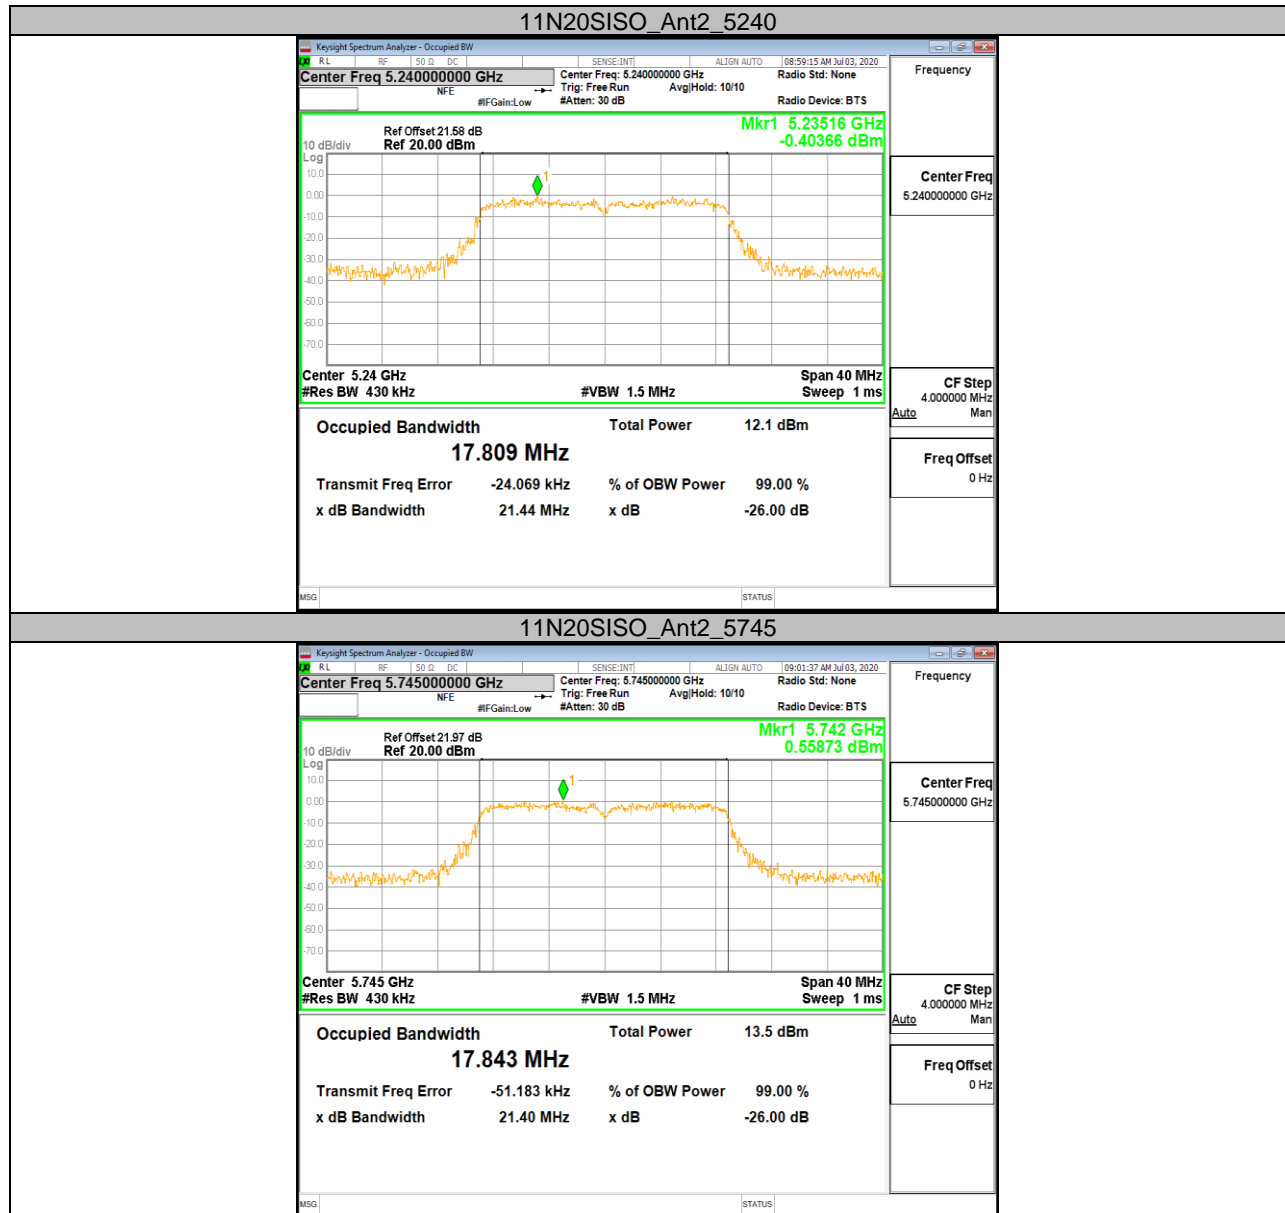 11N20SISO_Ant2_5240
Keysight Spectrum Analyzer - Occupied BW
RL RF 50 Ω DC SENSE:INT ALIGN AUTO 08:59:15 AM Jul 03, 2020
Center Freq 5.240000000 GHz
Center Freq: 5.240000000 GHz
Radio Std: None
Frequency
NFE
Trig: Free Run Avg|Hold: 10/10
#IFGain:Low
#Atten: 30 dB
Radio Device: BTS
Mkr1 5.23516 GHz
-0.40366 dBm
Ref Offset 21.58 dB
10 dB/div Ref 20.00 dBm
Log
10.0
1
0.00
-10.0
-20.0
-30.0
-40.0
-50.0
-60.0
-70.0
Center Freq
5.240000000 GHz
Center 5.24 GHz Span 40 MHz
#Res BW 430 kHz #VBW 1.5 MHz Sweep 1 ms
CF Step
4.000000 MHz
Auto Man
Occupied Bandwidth Total Power 12.1 dBm
17.809 MHz
Freq Offset
0 Hz
Transmit Freq Error -24.069 kHz % of OBW Power 99.00 %
x dB Bandwidth 21.44 MHz x dB -26.00 dB
MSG STATUS
11N20SISO_Ant2_5745
Keysight Spectrum Analyzer - Occupied BW
RL RF 50 Ω DC SENSE:INT ALIGN AUTO 09:01:37 AM Jul 03, 2020
Center Freq 5.745000000 GHz
Center Freq: 5.745000000 GHz
Radio Std: None
Frequency
NFE
Trig: Free Run Avg|Hold: 10/10
#IFGain:Low
#Atten: 30 dB
Radio Device: BTS
Mkr1 5.742 GHz
0.55873 dBm
Ref Offset 21.97 dB
10 dB/div Ref 20.00 dBm
Log
10.0
1
0.00
-10.0
-20.0
-30.0
-40.0
-50.0
-60.0
-70.0
Center Freq
5.745000000 GHz
Center 5.745 GHz Span 40 MHz
#Res BW 430 kHz #VBW 1.5 MHz Sweep 1 ms
CF Step
4.000000 MHz
Auto Man
Occupied Bandwidth Total Power 13.5 dBm
17.843 MHz
Freq Offset
0 Hz
Transmit Freq Error -51.183 kHz % of OBW Power 99.00 %
x dB Bandwidth 21.40 MHz x dB -26.00 dB
MSG STATUS